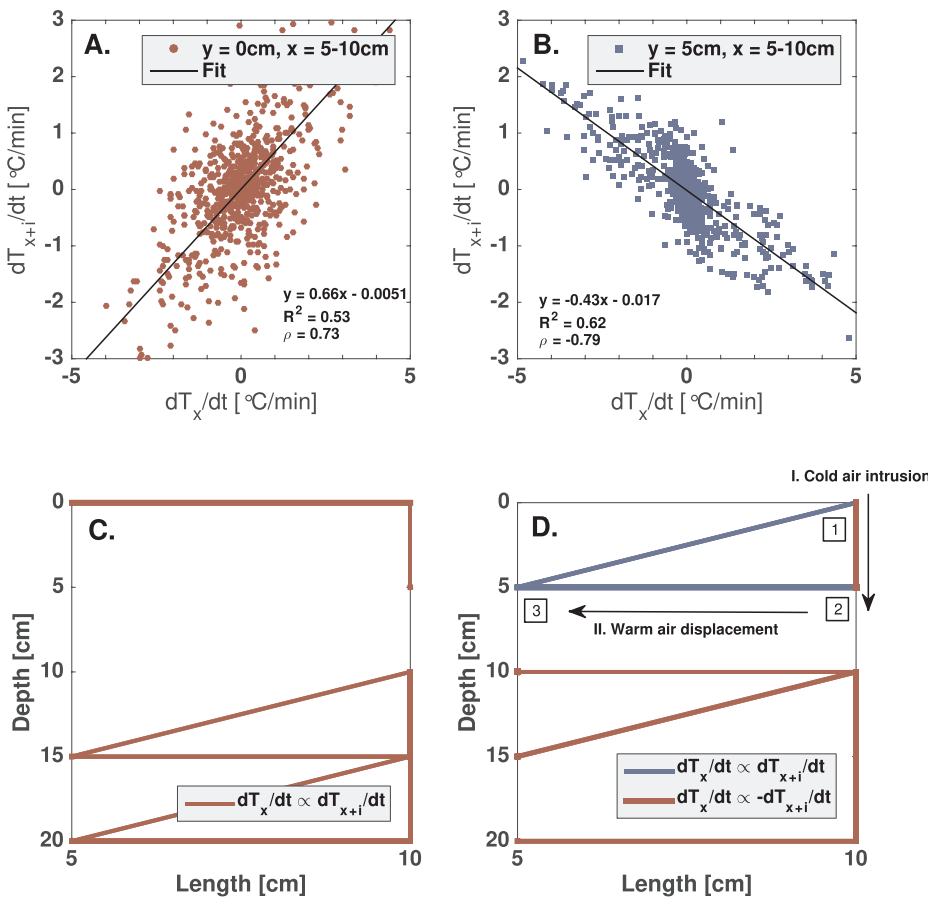 A.
y = 0cm, x = 5-10cm
Fit
3
2
1
0
-1
-2
-3
dT_{x+i}/dt [ °C/min]
y = 0.66x - 0.0051
R² = 0.53
ρ = 0.73
-5
0
5
dT_x/dt [ °C/min]
B.
y = 5cm, x = 5-10cm
Fit
3
2
1
0
-1
-2
-3
dT_{x+i}/dt [ °C/min]
y = -0.43x - 0.017
R² = 0.62
ρ = -0.79
-5
0
5
dT_x/dt [ °C/min]
C.
0
5
10
15
20
Depth [cm]
dT_x/dt ∝ dT_{x+i}/dt
5
10
Length [cm]
I. Cold air intrusion
D.
0
5
10
15
20
Depth [cm]
1
3
2
II. Warm air displacement
dT_x/dt ∝ dT_{x+i}/dt
dT_x/dt ∝ -dT_{x+i}/dt
5
10
Length [cm]